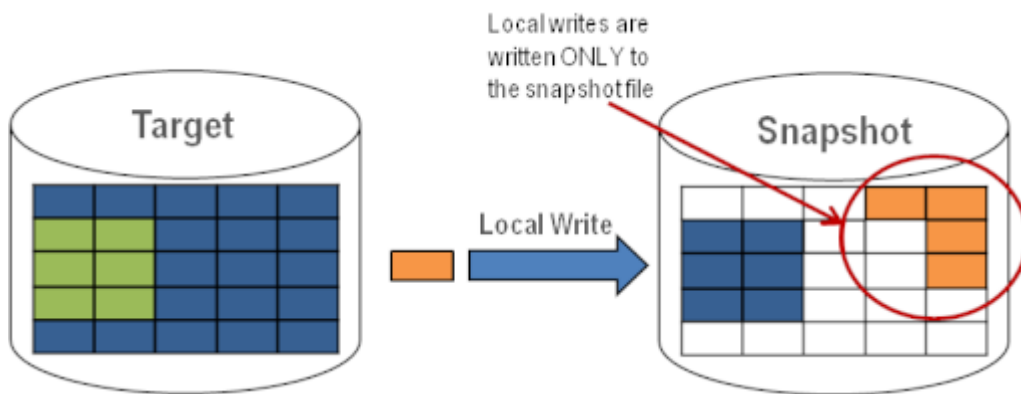 Local writes are
written ONLY to
the snapshot file
Target
Snapshot
Local Write